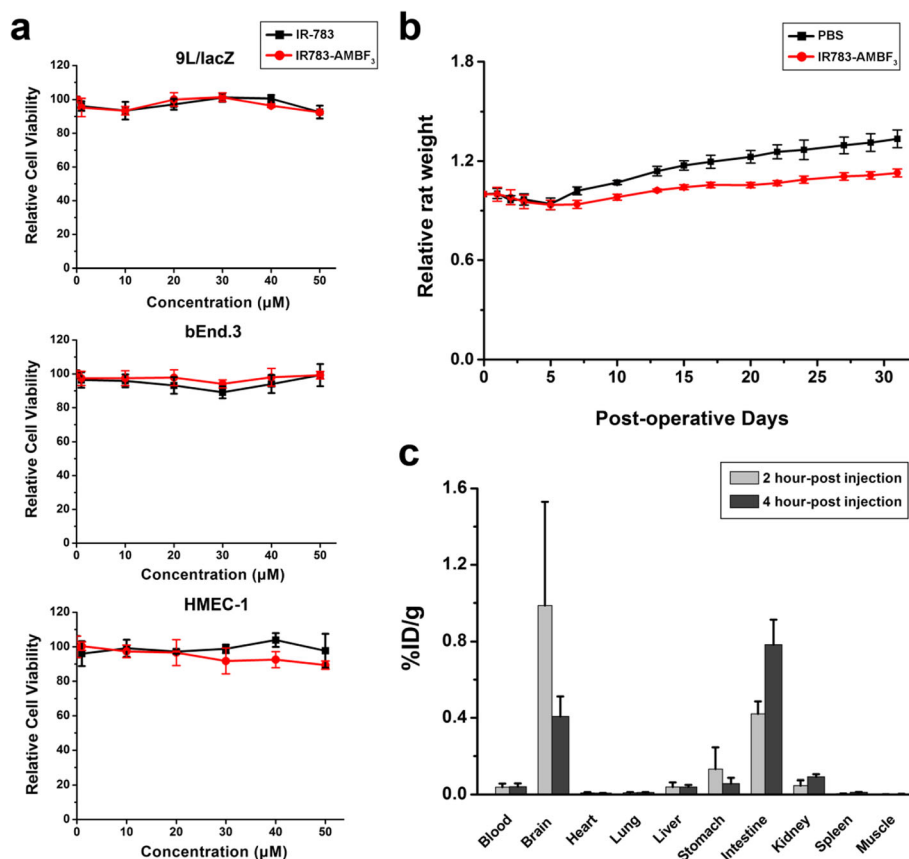 a
9L/lacZ
IR-783
IR783-AMBF₃
Relative Cell Viability
120
100
80
60
40
20
0
0 10 20 30 40 50
Concentration (µM)
bEnd.3
Relative Cell Viability
120
100
80
60
40
20
0
0 10 20 30 40 50
Concentration (µM)
HMEC-1
Relative Cell Viability
120
100
80
60
40
20
0
0 10 20 30 40 50
Concentration (µM)
b
PBS
IR783-AMBF₃
Relative rat weight
1.8
1.2
0.6
0.0
0 5 10 15 20 25 30
Post-operative Days
c
2 hour-post injection
4 hour-post injection
%ID/g
1.6
1.2
0.8
0.4
0.0
Blood Brain Heart Lung Liver Stomach Intestine Kidney Spleen Muscle